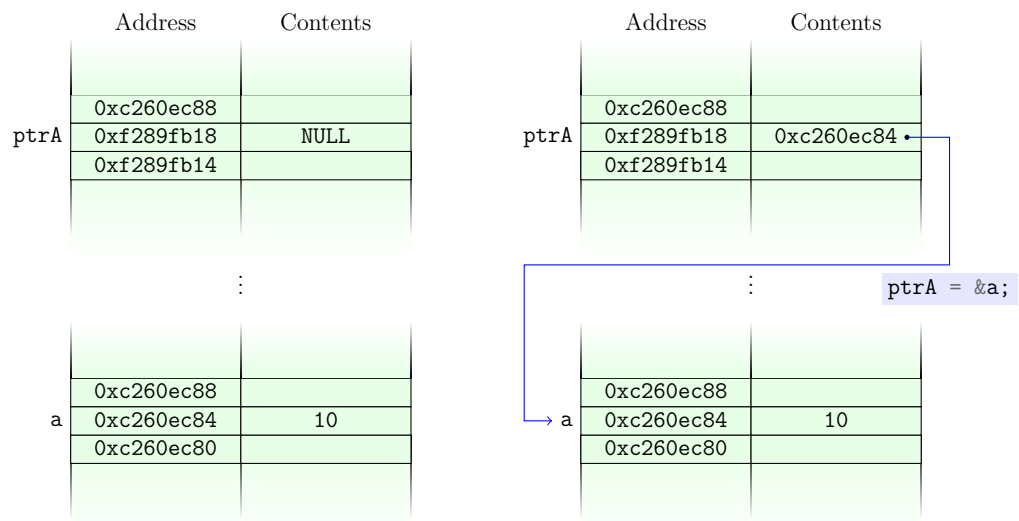 Address Contents Address Contents
0xc260ec88 0xc260ec88
ptrA 0xf289fb18 NULL ptrA 0xf289fb18 0xc260ec84
0xf289fb14 0xf289fb14
⋮ ⋮
ptrA = &a;
0xc260ec88 0xc260ec88
a 0xc260ec84 10 a 0xc260ec84 10
0xc260ec80 0xc260ec80